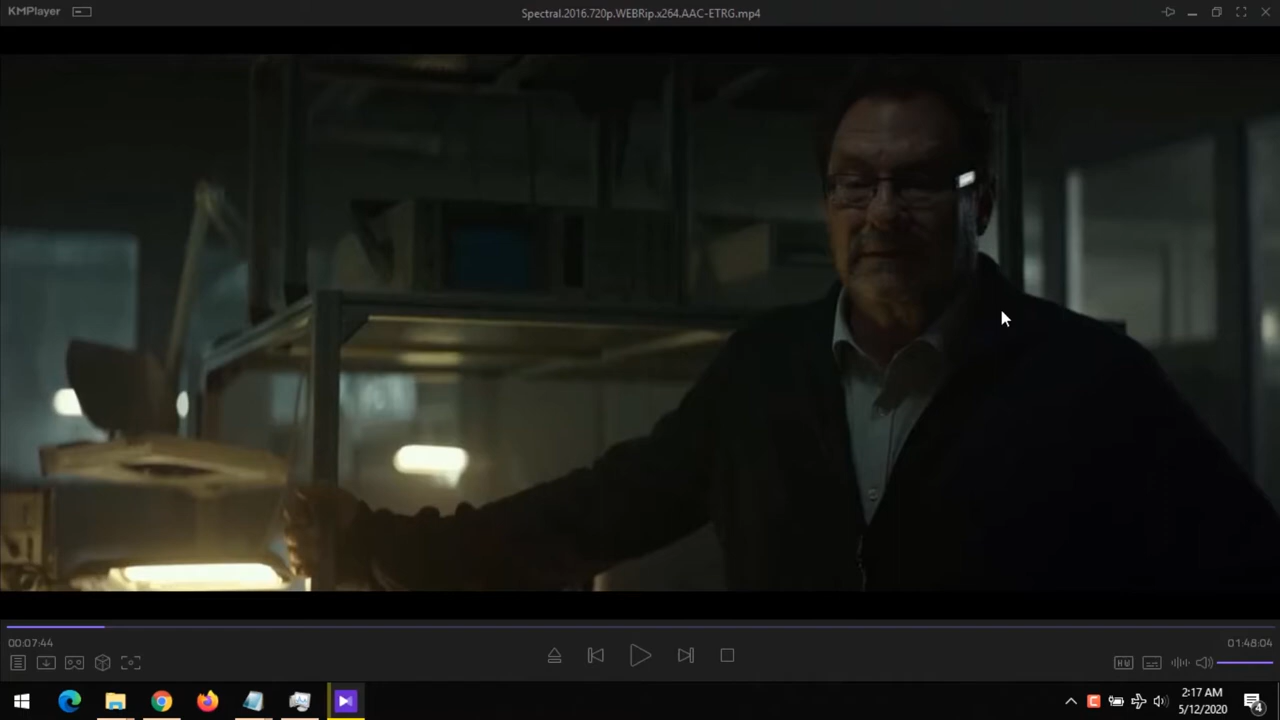 KMPlayer
Spectral.2016.720p.WEBRip.x264.AAC-ETRG.mp4
00:07:44
01:48:04
H/W
2:17 AM
5/12/2020
4